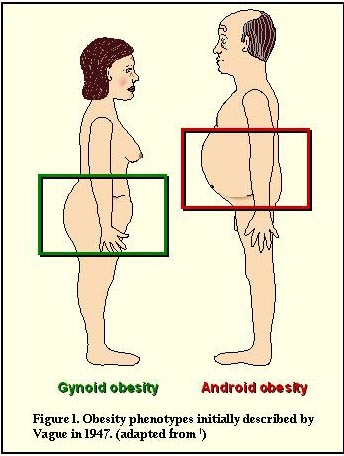 Gynoid obesity Android obesity
Figure 1. Obesity phenotypes initially described by
Vague in 1947. (adapted from 1)